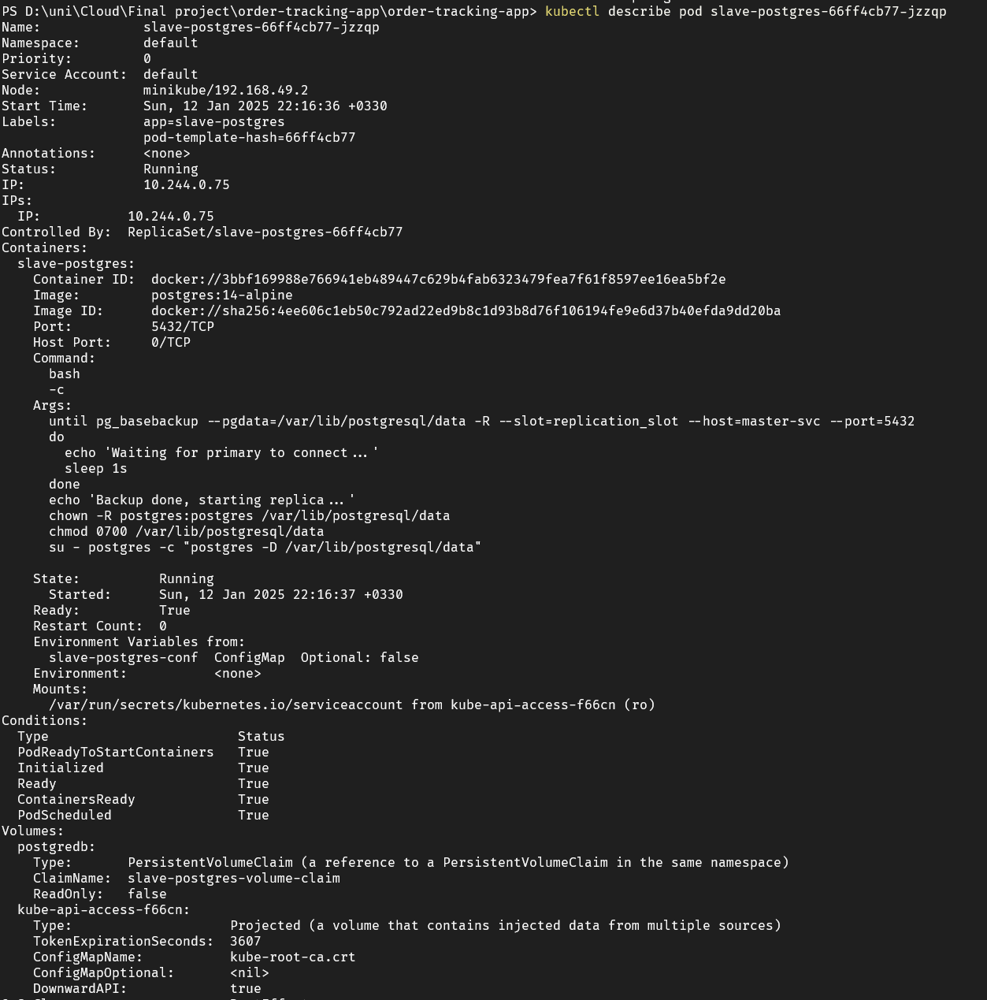 PS D:\uni\Cloud\Final project\order-tracking-app\order-tracking-app> kubectl describe pod slave-postgres-66ff4cb77-jzzqp
Name:             slave-postgres-66ff4cb77-jzzqp
Namespace:        default
Priority:         0
Service Account:  default
Node:             minikube/192.168.49.2
Start Time:       Sun, 12 Jan 2025 22:16:36 +0330
Labels:           app=slave-postgres
                  pod-template-hash=66ff4cb77
Annotations:      <none>
Status:           Running
IP:               10.244.0.75
IPs:
  IP:           10.244.0.75
Controlled By:  ReplicaSet/slave-postgres-66ff4cb77
Containers:
  slave-postgres:
    Container ID:  docker://3bbf169988e766941eb489447c629b4fab6323479fea7f61f8597ee16ea5bf2e
    Image:         postgres:14-alpine
    Image ID:      docker://sha256:4ee606c1eb50c792ad22ed9b8c1d93b8d76f106194fe9e6d37b40efda9dd20ba
    Port:          5432/TCP
    Host Port:     0/TCP
    Command:
      bash
      -c
    Args:
      until pg_basebackup --pgdata=/var/lib/postgresql/data -R --slot=replication_slot --host=master-svc --port=5432
      do
        echo 'Waiting for primary to connect...'
        sleep 1s
      done
      echo 'Backup done, starting replica...'
      chown -R postgres:postgres /var/lib/postgresql/data
      chmod 0700 /var/lib/postgresql/data
      su - postgres -c "postgres -D /var/lib/postgresql/data"
    State:          Running
      Started:      Sun, 12 Jan 2025 22:16:37 +0330
    Ready:          True
    Restart Count:  0
    Environment Variables from:
      slave-postgres-conf  ConfigMap  Optional: false
    Environment:           <none>
    Mounts:
      /var/run/secrets/kubernetes.io/serviceaccount from kube-api-access-f66cn (ro)
Conditions:
  Type                        Status
  PodReadyToStartContainers   True
  Initialized                 True
  Ready                       True
  ContainersReady             True
  PodScheduled                True
Volumes:
  postgredb:
    Type:       PersistentVolumeClaim (a reference to a PersistentVolumeClaim in the same namespace)
    ClaimName:  slave-postgres-volume-claim
    ReadOnly:   false
  kube-api-access-f66cn:
    Type:                    Projected (a volume that contains injected data from multiple sources)
    TokenExpirationSeconds:  3607
    ConfigMapName:           kube-root-ca.crt
    ConfigMapOptional:       <nil>
    DownwardAPI:             true